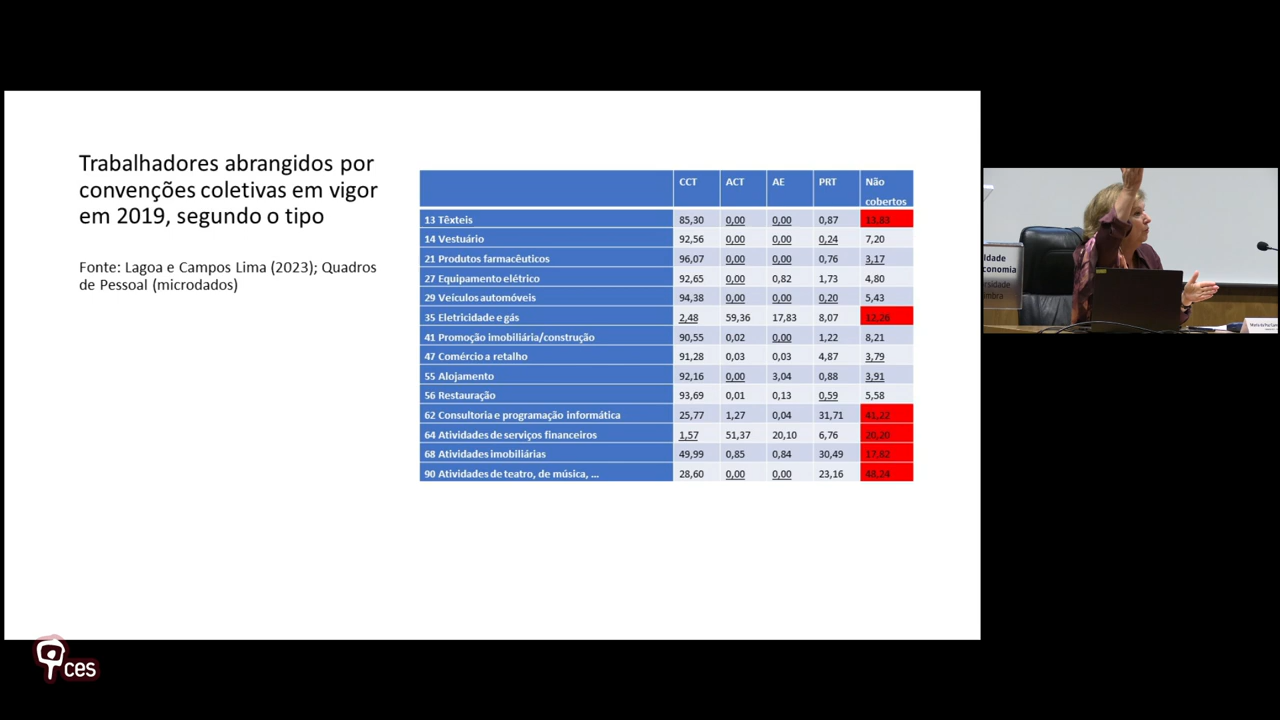 Trabalhadores abrangidos por
convenções coletivas em vigor
em 2019, segundo o tipo
Fonte: Lagoa e Campos Lima (2023); Quadros
de Pessoal (microdados)
CCT ACT AE PRT Não cobertos
13 Têxteis 85,30 0,00 0,00 0,87 13,83
14 Vestuário 92,56 0,00 0,00 0,24 7,20
21 Produtos farmacêuticos 96,07 0,00 0,00 0,76 3,17
27 Equipamento elétrico 92,65 0,00 0,82 1,73 4,80
29 Veículos automóveis 94,38 0,00 0,00 0,20 5,43
35 Eletricidade e gás 2,48 59,36 17,83 8,07 12,26
41 Promoção imobiliária/construção 90,55 0,02 0,00 1,22 8,21
47 Comércio a retalho 91,28 0,03 0,03 4,87 3,79
55 Alojamento 92,16 0,00 3,04 0,88 3,91
56 Restauração 93,69 0,01 0,13 0,59 5,58
62 Consultoria e programação informática 25,77 1,27 0,04 31,71 41,22
64 Atividades de serviços financeiros 1,57 51,37 20,10 6,76 20,20
68 Atividades imobiliárias 49,99 0,85 0,84 30,49 17,82
90 Atividades de teatro, de música, ... 28,60 0,00 0,00 23,16 48,24
ldade
conomia
rsidade
imbra
ces